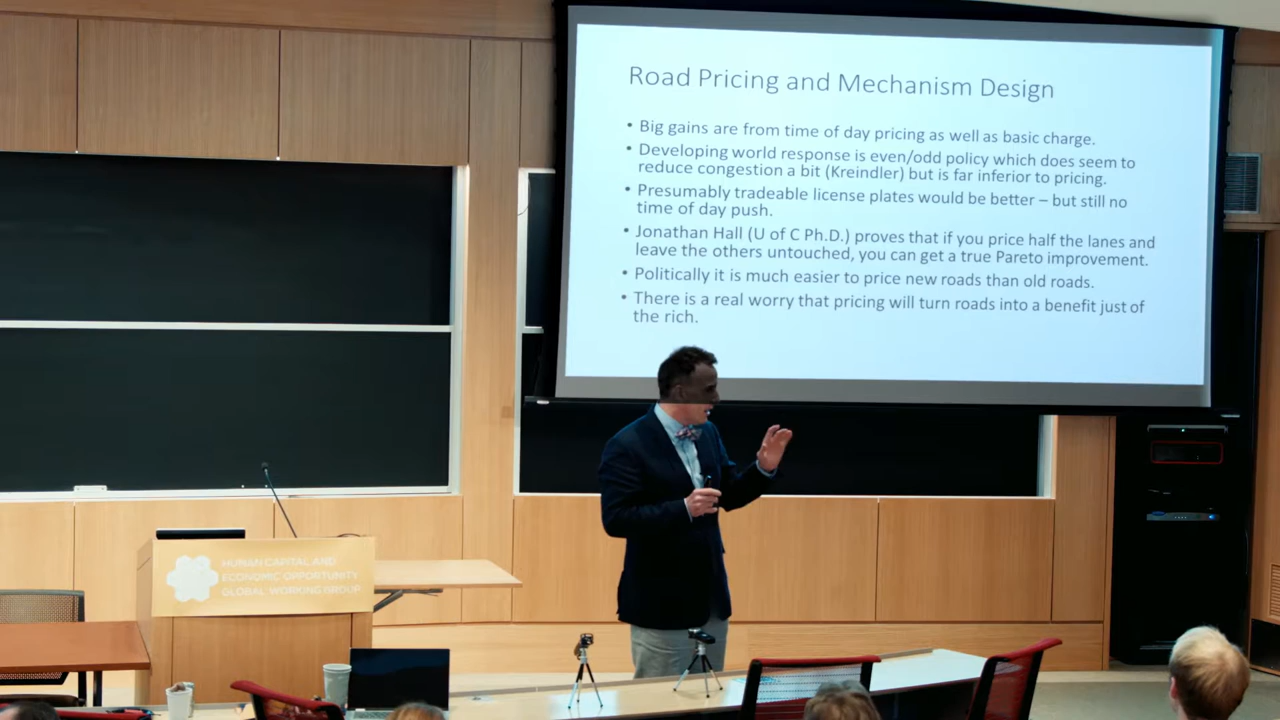 Road Pricing and Mechanism Design
• Big gains are from time of day pricing as well as basic charge.
• Developing world response is even/odd policy which does seem to
reduce congestion a bit (Kreindler) but is far inferior to pricing.
• Presumably tradeable license plates would be better – but still no
time of day push.
• Jonathan Hall (U of C Ph.D.) proves that if you price half the lanes and
leave the others untouched, you can get a true Pareto improvement.
• Politically it is much easier to price new roads than old roads.
• There is a real worry that pricing will turn roads into a benefit just of
the rich.
HUMAN CAPITAL AND
ECONOMIC OPPORTUNITY
GLOBAL WORKING GROUP